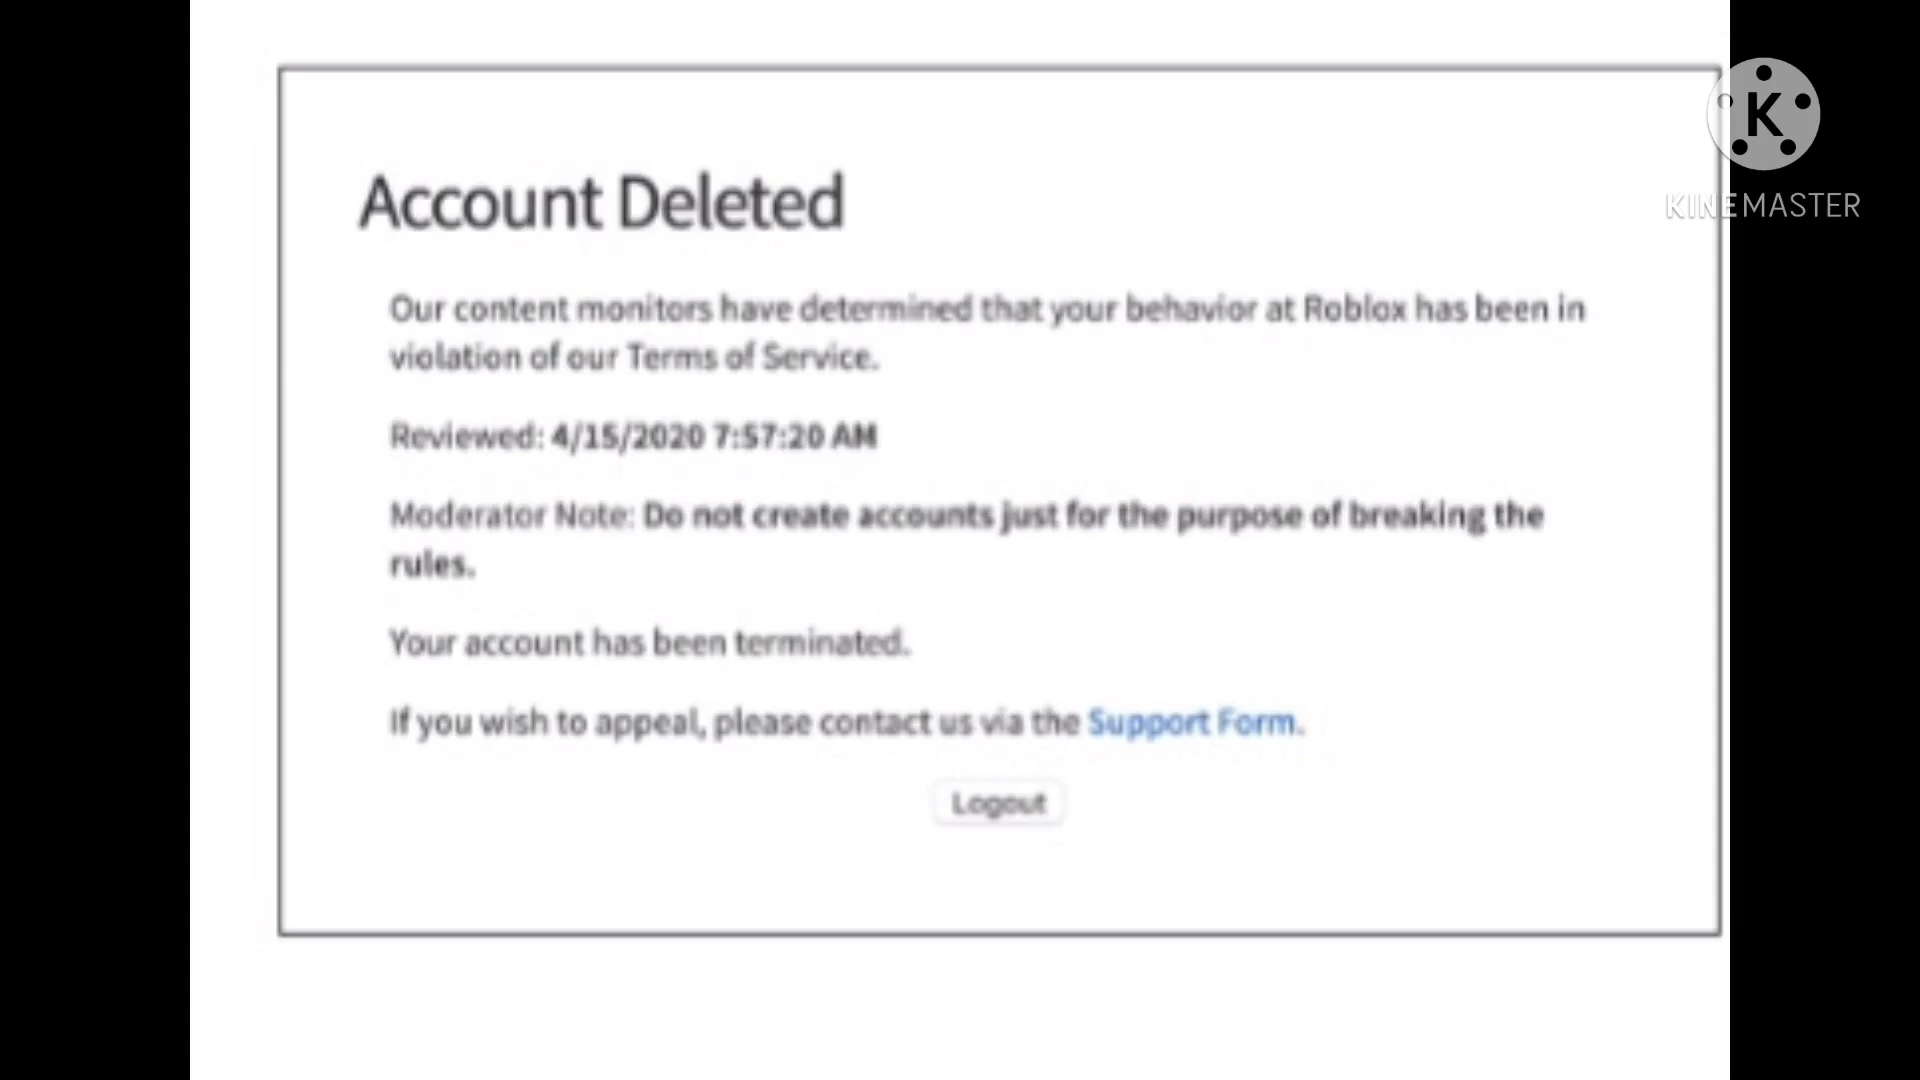 Account Deleted
Our content monitors have determined that your behavior at Roblox has been in
violation of our Terms of Service.
Reviewed: 4/15/2020 7:57:20 AM
Moderator Note: Do not create accounts just for the purpose of breaking the
rules.
Your account has been terminated.
If you wish to appeal, please contact us via the Support Form.
Logout
K
KINEMASTER